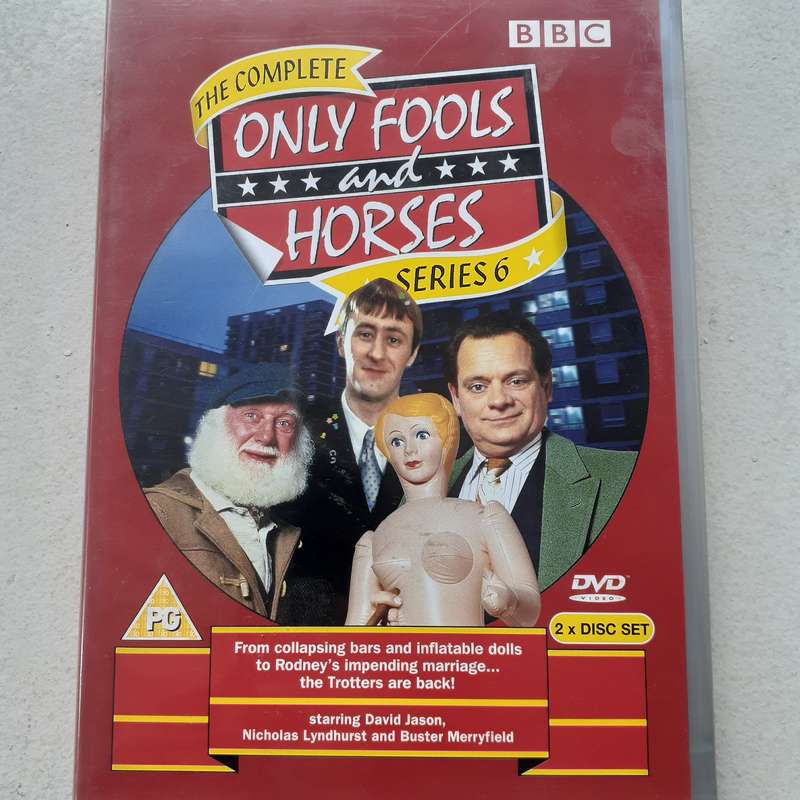 BBC
THE COMPLETE
ONLY FOOLS
and
HORSES
SERIES 6
PG
DVD
VIDEO
2 x DISC SET
From collapsing bars and inflatable dolls
to Rodney's impending marriage...
the Trotters are back!
starring David Jason,
Nicholas Lyndhurst and Buster Merryfield